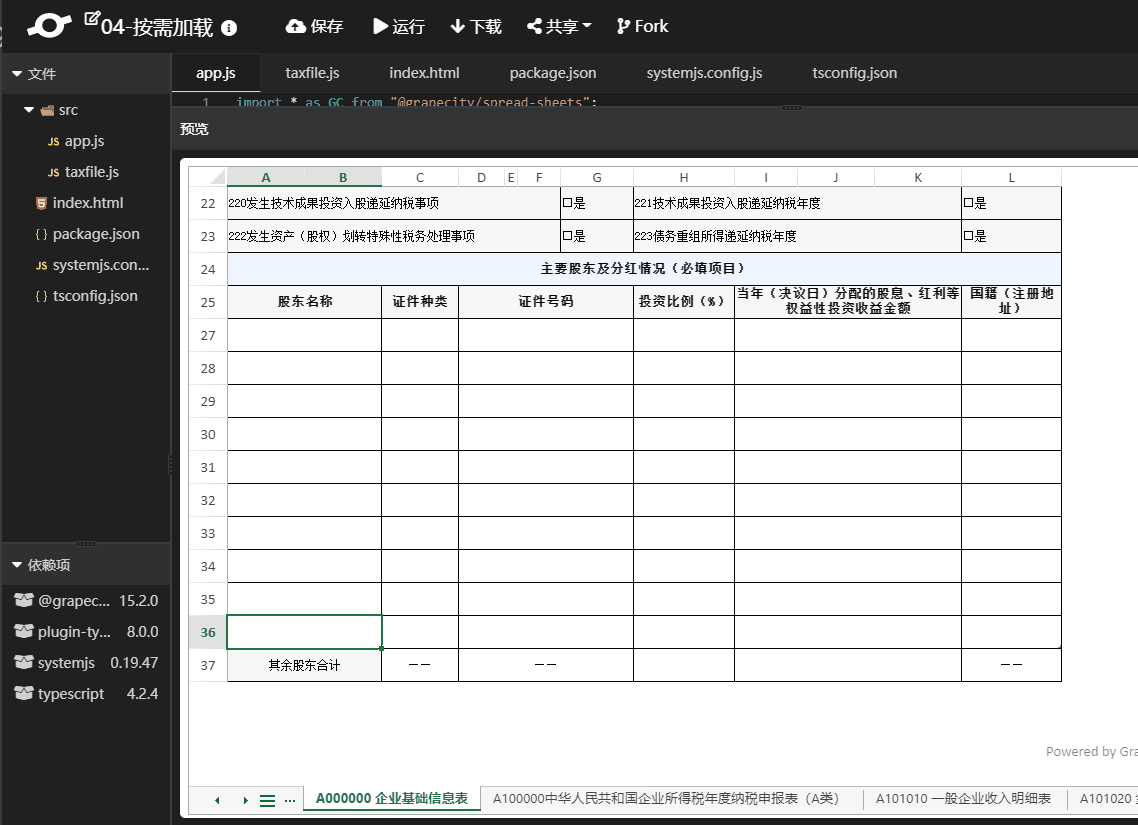 04-按需加载 保存 运行 下载 共享 Fork
文件
app.js taxfile.js index.html package.json systemjs.config.js tsconfig.json
1 import * as GC from "@grapecity/spread-sheets";
src
app.js
taxfile.js
index.html
{ } package.json
systemjs.con...
{ } tsconfig.json
依赖项
@grapec... 15.2.0
plugin-ty... 8.0.0
systemjs 0.19.47
typescript 4.2.4
预览
A B C D E F G H I J K L
22 220发生技术成果投资入股递延纳税事项 是 221技术成果投资入股递延纳税年度 是
23 222发生资产（股权）划转特殊性税务处理事项 是 223债务重组所得递延纳税年度 是
24 主要股东及分红情况（必填项目）
25 股东名称 证件种类 证件号码 投资比例（%） 当年（决议日）分配的股息、红利等权益性投资收益金额 国籍（注册地址）
27
28
29
30
31
32
33
34
35
36
37 其余股东合计 —— —— ——
Powered by Gra
... A000000 企业基础信息表 A100000中华人民共和国企业所得税年度纳税申报表（A类） A101010 一般企业收入明细表 A101020